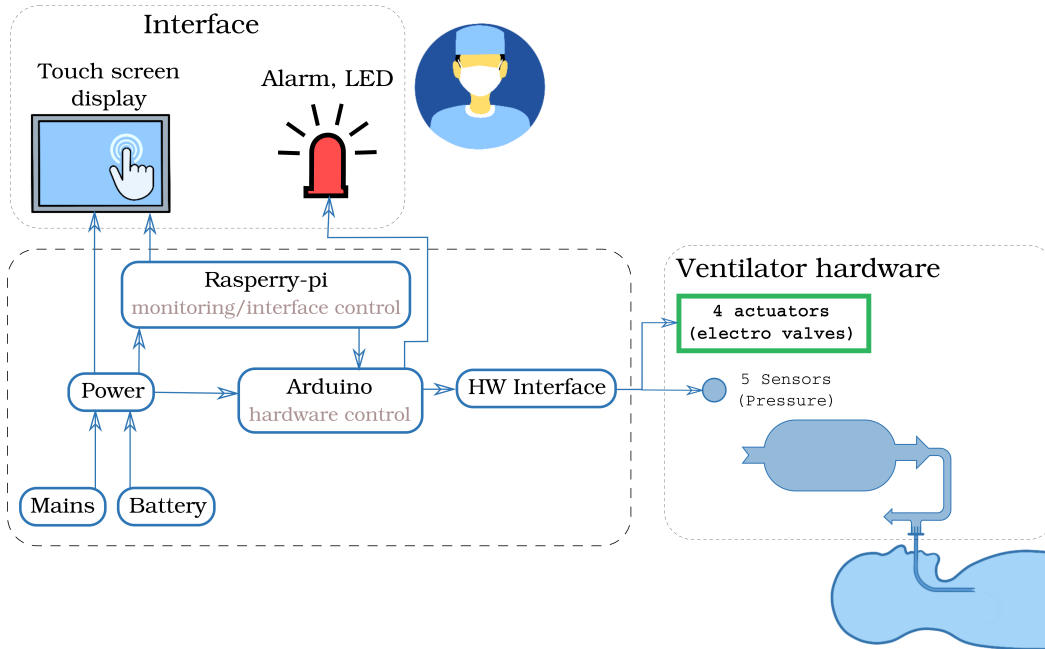 Interface
Touch screen
display
Alarm, LED
Rasperry-pi
monitoring/interface control
Power
Arduino
hardware control
HW Interface
Mains
Battery
Ventilator hardware
4 actuators
(electro valves)
5 Sensors
(Pressure)